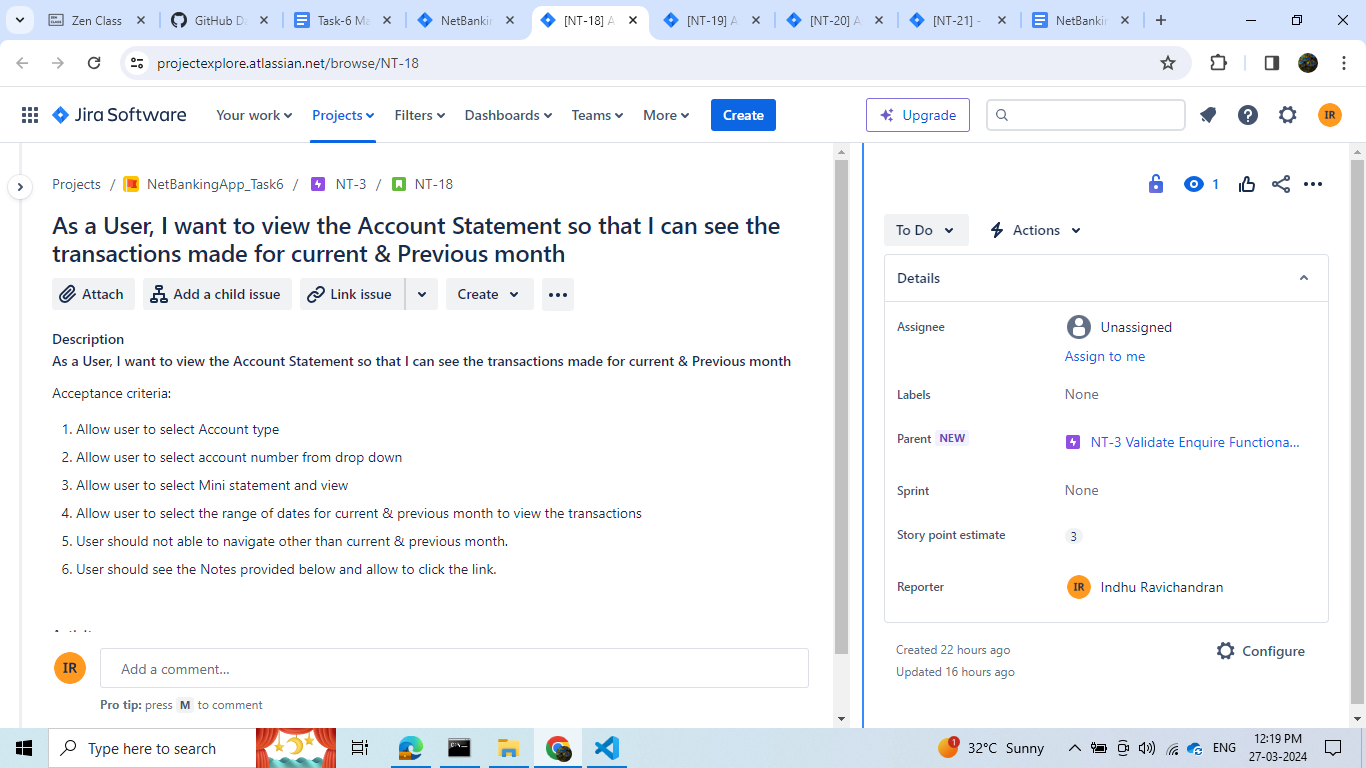 Zen Class
GitHub D
Task-6 Ma
NetBankin
[NT-18] A
[NT-19] A
[NT-20] A
[NT-21] -
NetBankin
projectexplore.atlassian.net/browse/NT-18
Jira Software
Your work
Projects
Filters
Dashboards
Teams
More
Create
Upgrade
IR
Projects / NetBankingApp_Task6 / NT-3 / NT-18
1
As a User, I want to view the Account Statement so that I can see the
transactions made for current & Previous month
Attach
Add a child issue
Link issue
Create
Description
As a User, I want to view the Account Statement so that I can see the transactions made for current & Previous month
Acceptance criteria:
1. Allow user to select Account type
2. Allow user to select account number from drop down
3. Allow user to select Mini statement and view
4. Allow user to select the range of dates for current & previous month to view the transactions
5. User should not able to navigate other than current & previous month.
6. User should see the Notes provided below and allow to click the link.
IR
Add a comment...
Pro tip: press M to comment
To Do
Actions
Details
Assignee
Unassigned
Assign to me
Labels
None
Parent NEW
NT-3 Validate Enquire Functiona...
Sprint
None
Story point estimate
3
Reporter
IR Indhu Ravichandran
Created 22 hours ago
Updated 16 hours ago
Configure
Type here to search
1
32°C Sunny
ENG
12:19 PM
27-03-2024